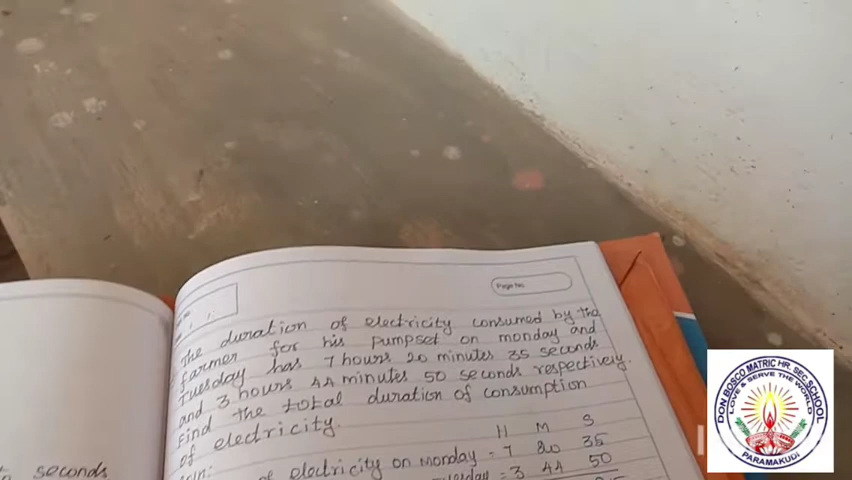 Page No.
The duration of electricity consumed by the
farmer for his pumpset on monday and
Tuesday has 7 hours 20 minutes 35 seconds
and 3 hours 44 minutes 50 seconds respectively.
Find the total duration of consumption
of electricity.
H M S
of electricity on monday = 7 20 35
= 3 44 50
seconds
DON BOSCO MATRIC HR. SEC SCHOOL
LOVE & SERVE THE WORLD
PARAMAKUDI